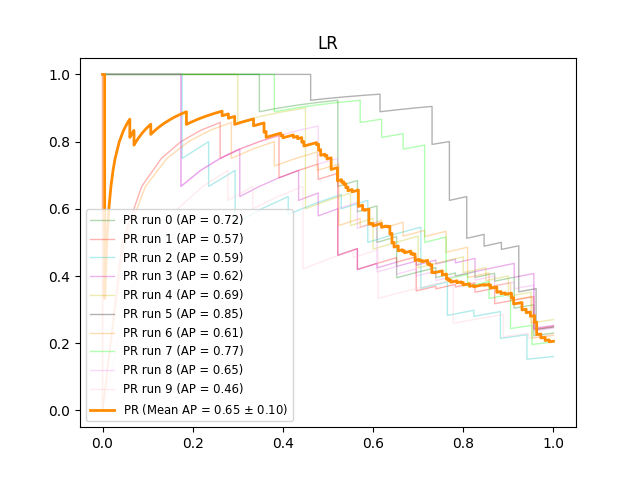 LR
1.0
0.8
0.6
0.4
0.2
0.0
PR run 0 (AP = 0.72)
PR run 1 (AP = 0.57)
PR run 2 (AP = 0.59)
PR run 3 (AP = 0.62)
PR run 4 (AP = 0.69)
PR run 5 (AP = 0.85)
PR run 6 (AP = 0.61)
PR run 7 (AP = 0.77)
PR run 8 (AP = 0.65)
PR run 9 (AP = 0.46)
PR (Mean AP = 0.65 ± 0.10)
0.0 0.2 0.4 0.6 0.8 1.0